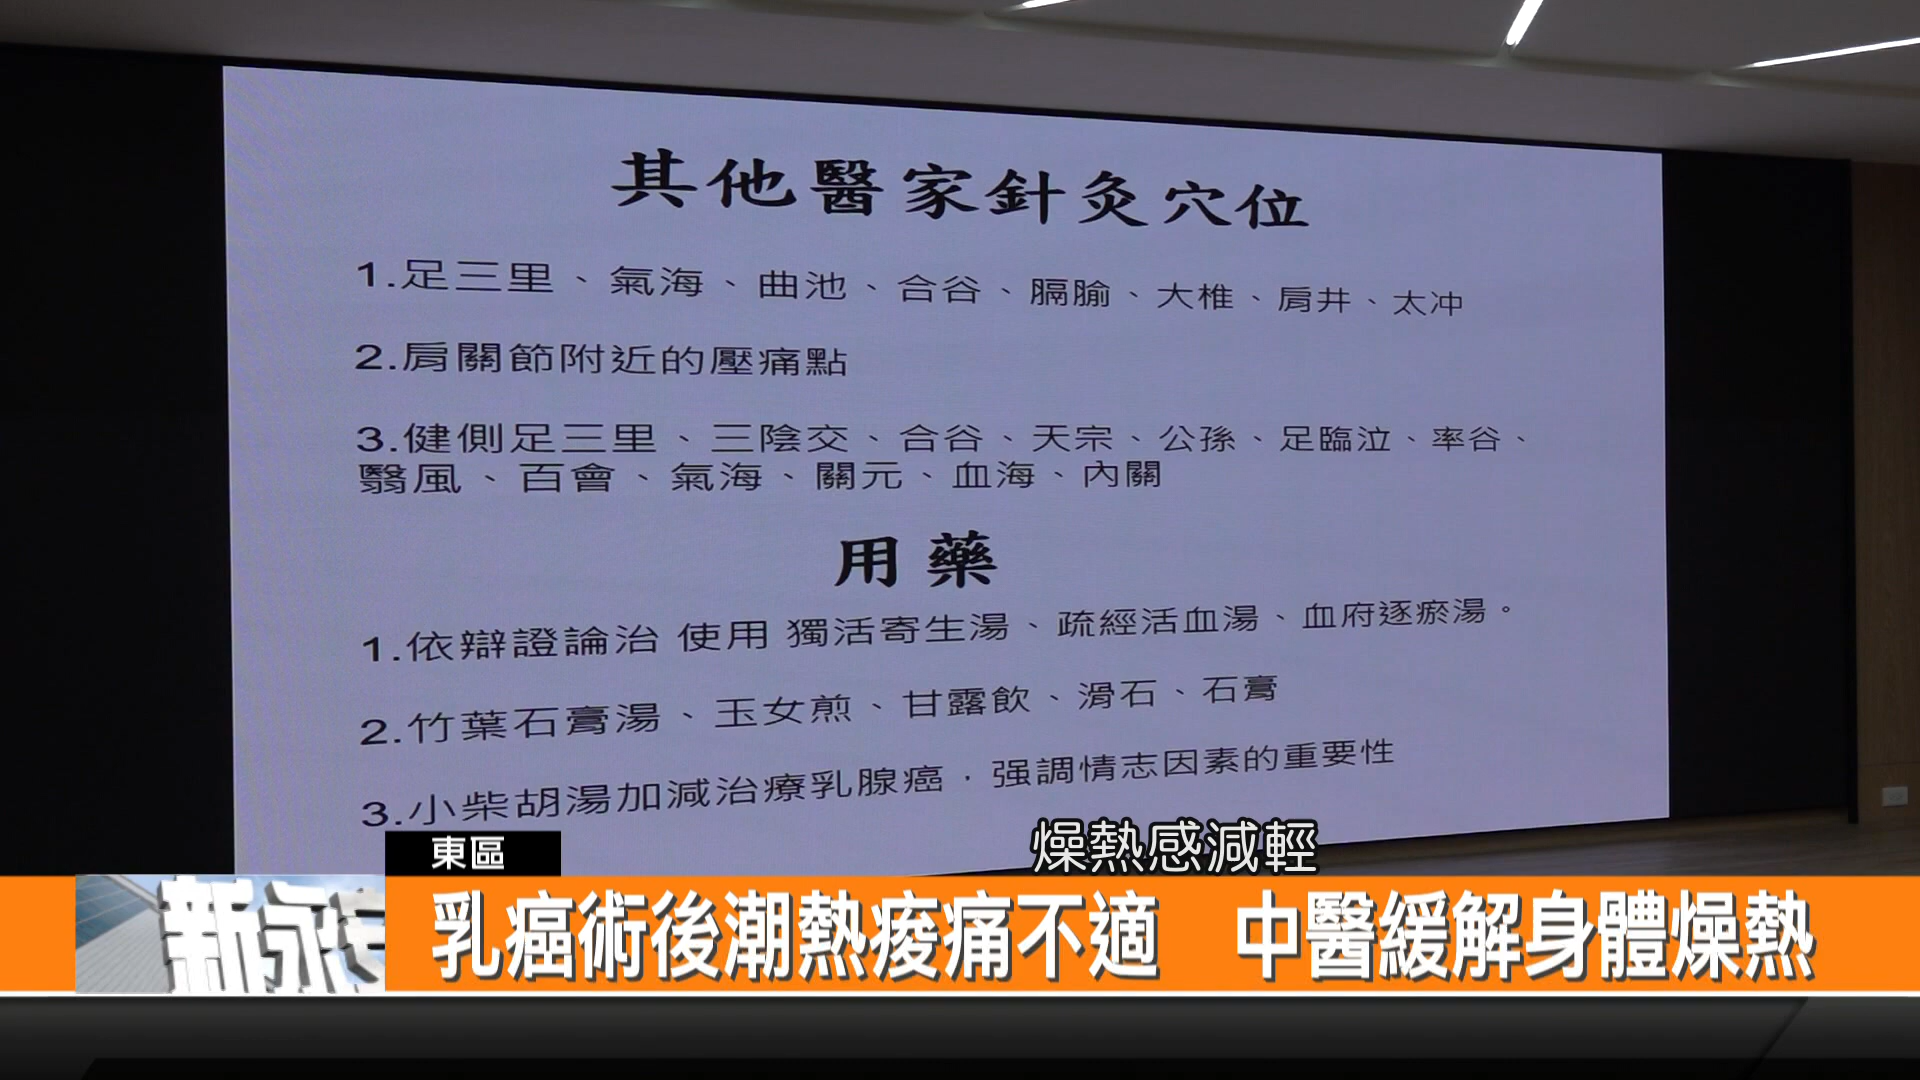 其他醫家針灸穴位
1.足三里、氣海、曲池、合谷、膈腧、大椎、肩井、太冲
2.肩關節附近的壓痛點
3.健側足三里、三陰交、合谷、天宗、公孫、足臨泣、率谷、
翳風、百會、氣海、關元、血海、內關
用藥
1.依辯證論治 使用 獨活寄生湯、疏經活血湯、血府逐瘀湯。
2.竹葉石膏湯、玉女煎、甘露飲、滑石、石膏
3.小柴胡湯加減治療乳腺癌，强調情志因素的重要性
燥熱感減輕
東區
新永安
乳癌術後潮熱痠痛不適 中醫緩解身體燥熱